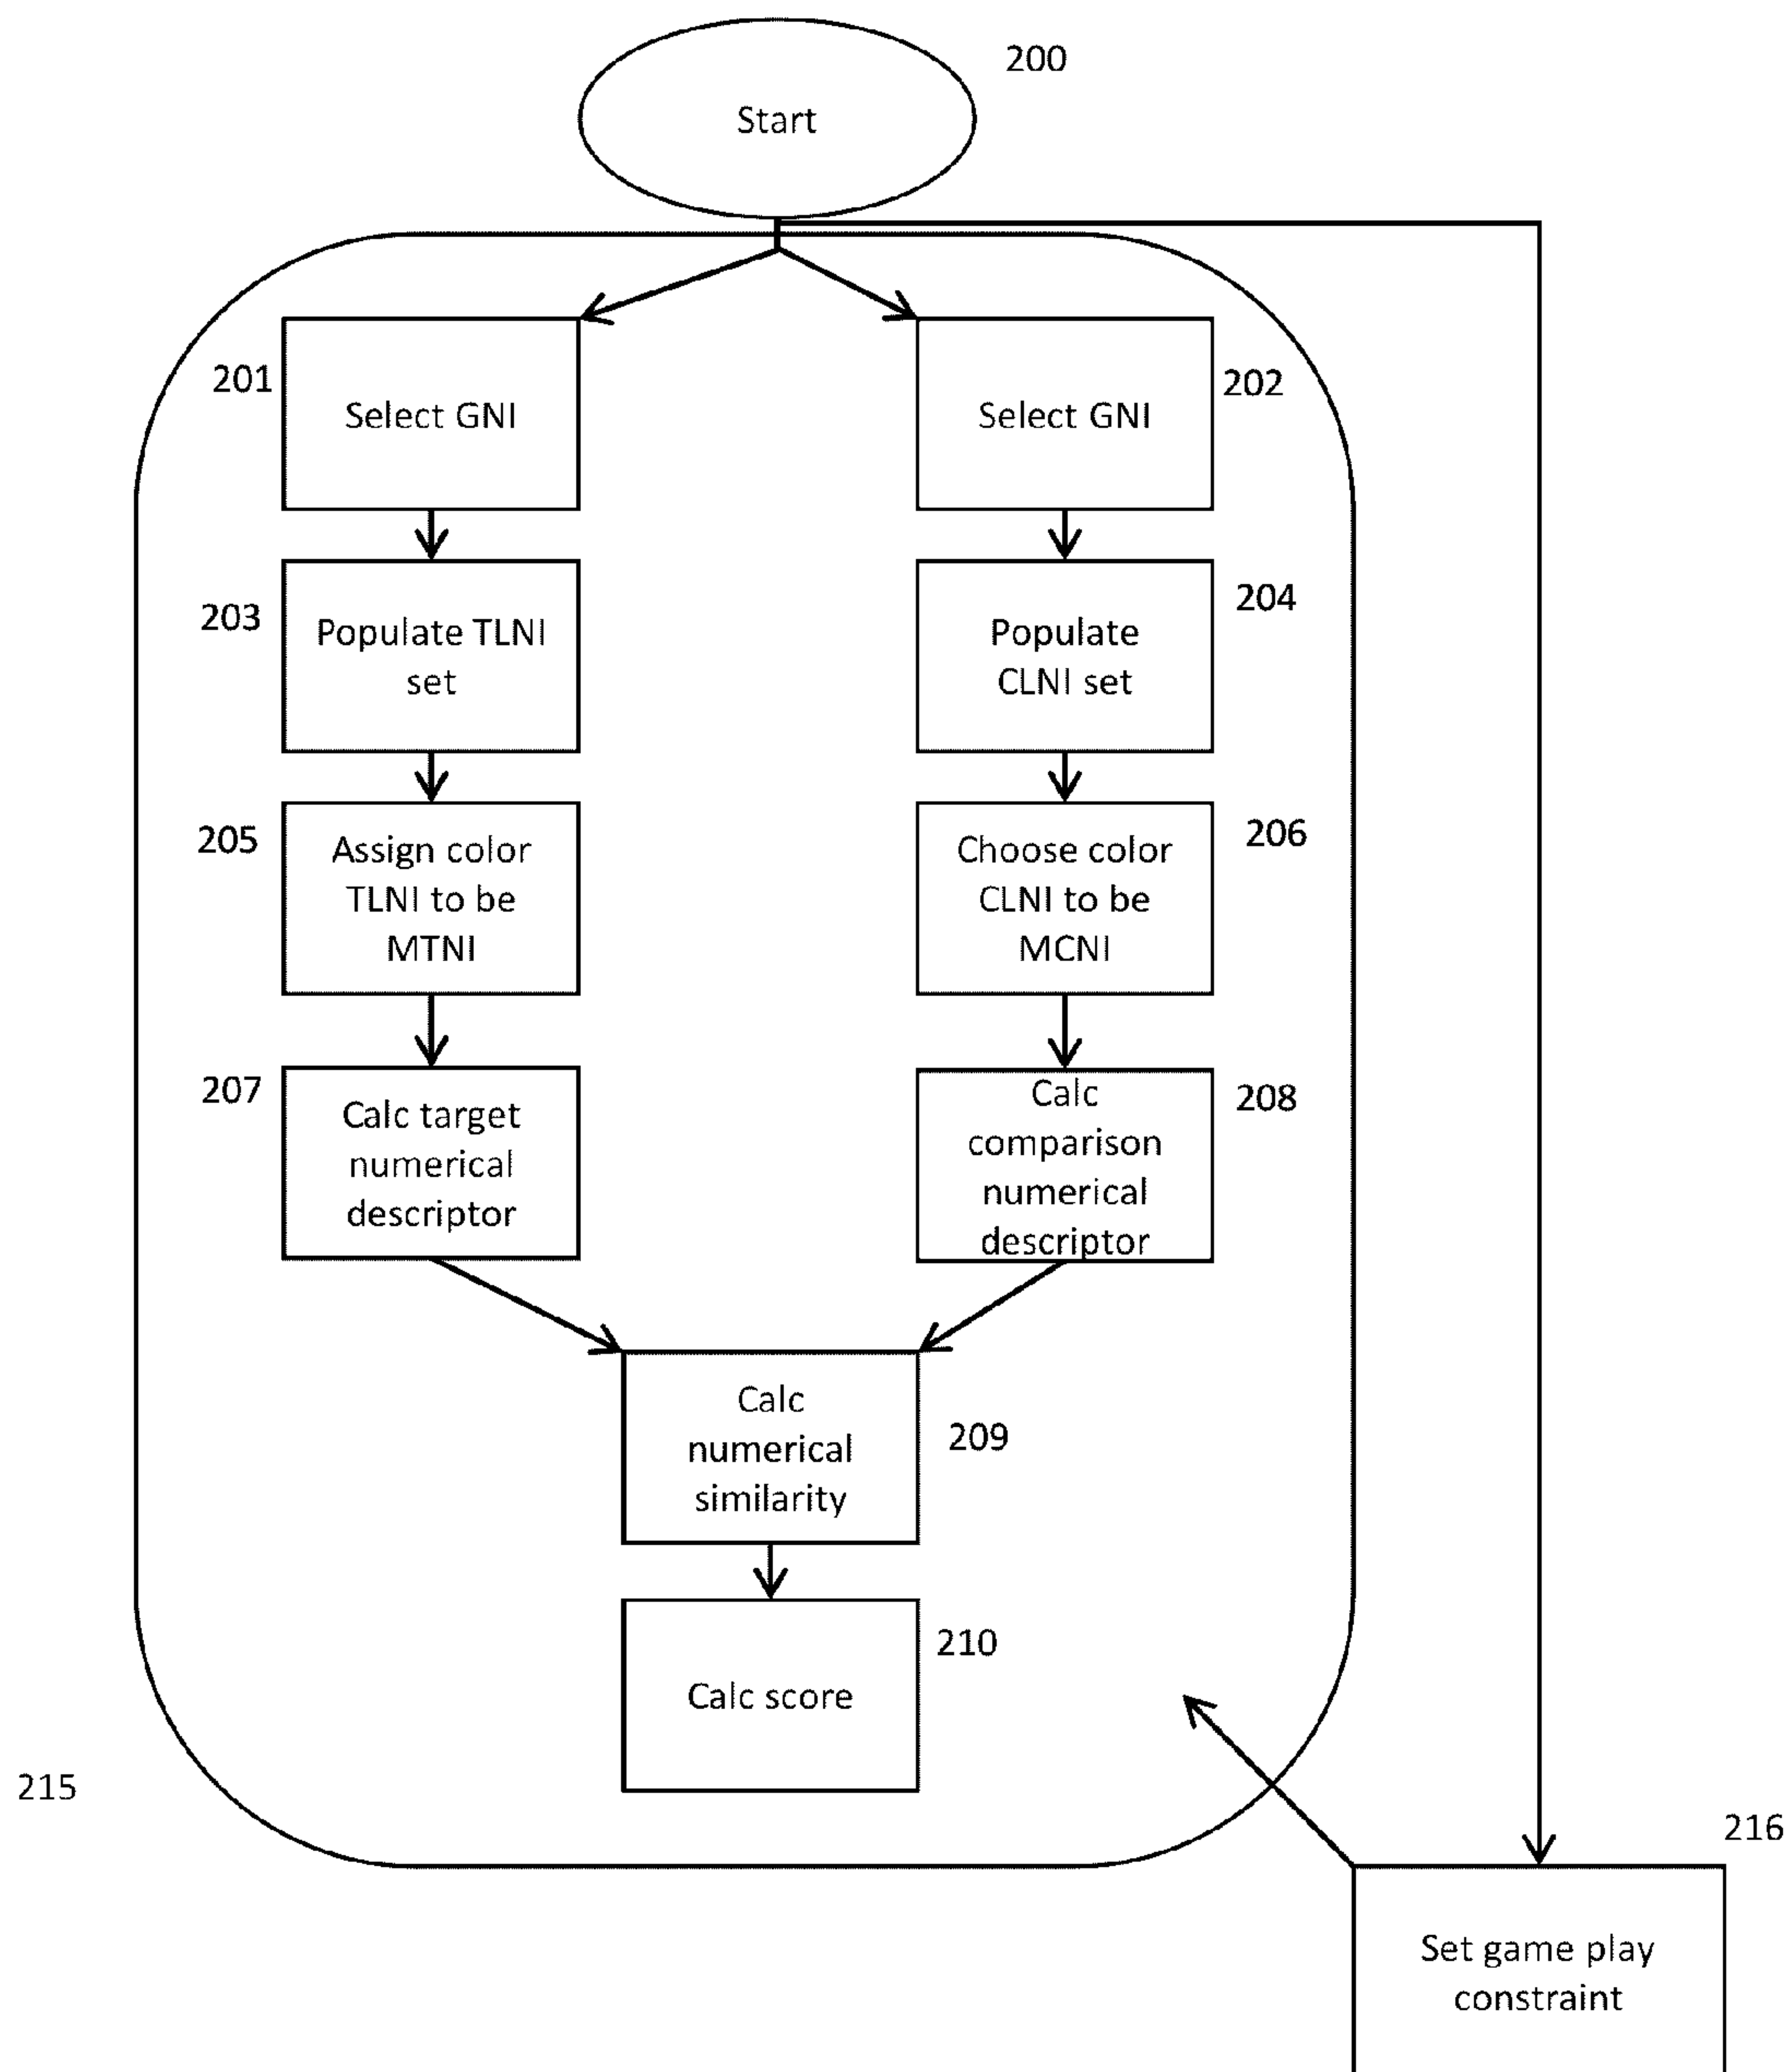 200
Start
201
Select GNI
Select GNI
202
203
Populate TLNI
set
Populate
CLNI set
204
205
Assign color
TLNI to be
MTNI
Choose color
CLNI to be
MCNI
206
207
Calc target
numerical
descriptor
Calc
comparison
numerical
descriptor
208
Calc
numerical
similarity
209
210
Calc score
215
216
Set game play
constraint